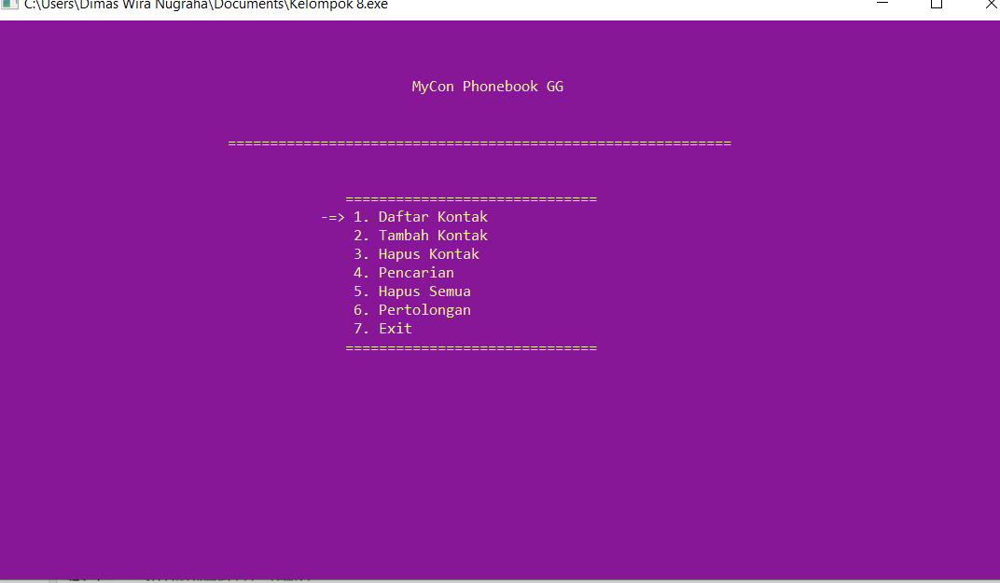 C:\Users\Dimas Wira Nugraha\Documents\Kelompok 8.exe
MyCon Phonebook GG
============================================================
==============================
-=> 1. Daftar Kontak
2. Tambah Kontak
3. Hapus Kontak
4. Pencarian
5. Hapus Semua
6. Pertolongan
7. Exit
==============================